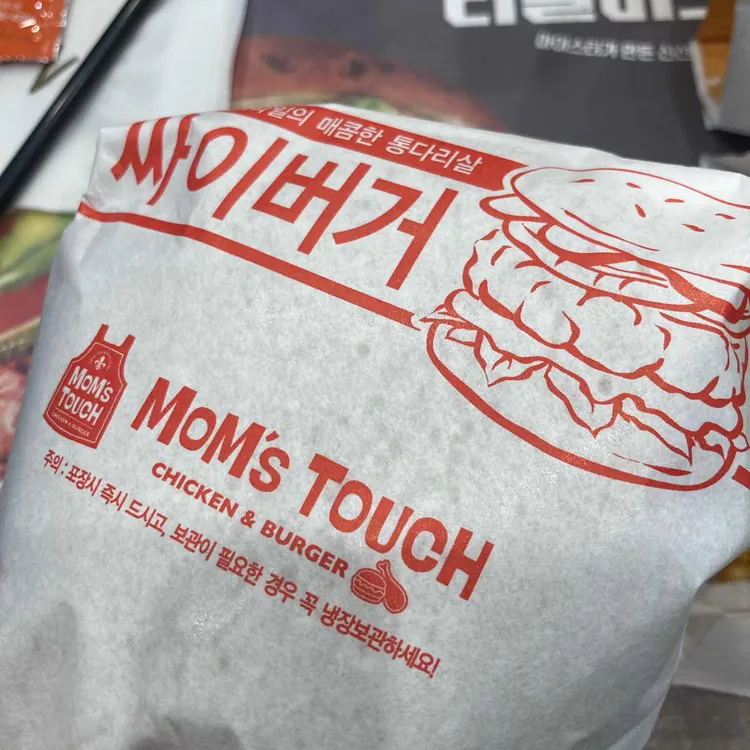 매콤한 통다리살
싸이버거
MOM'S
TOUCH
CHICKEN & BURGER
MOM'S TOUCH
CHICKEN & BURGER
주의 : 포장시 즉시 드시고, 보관이 필요한 경우 꼭 냉장보관하세요!